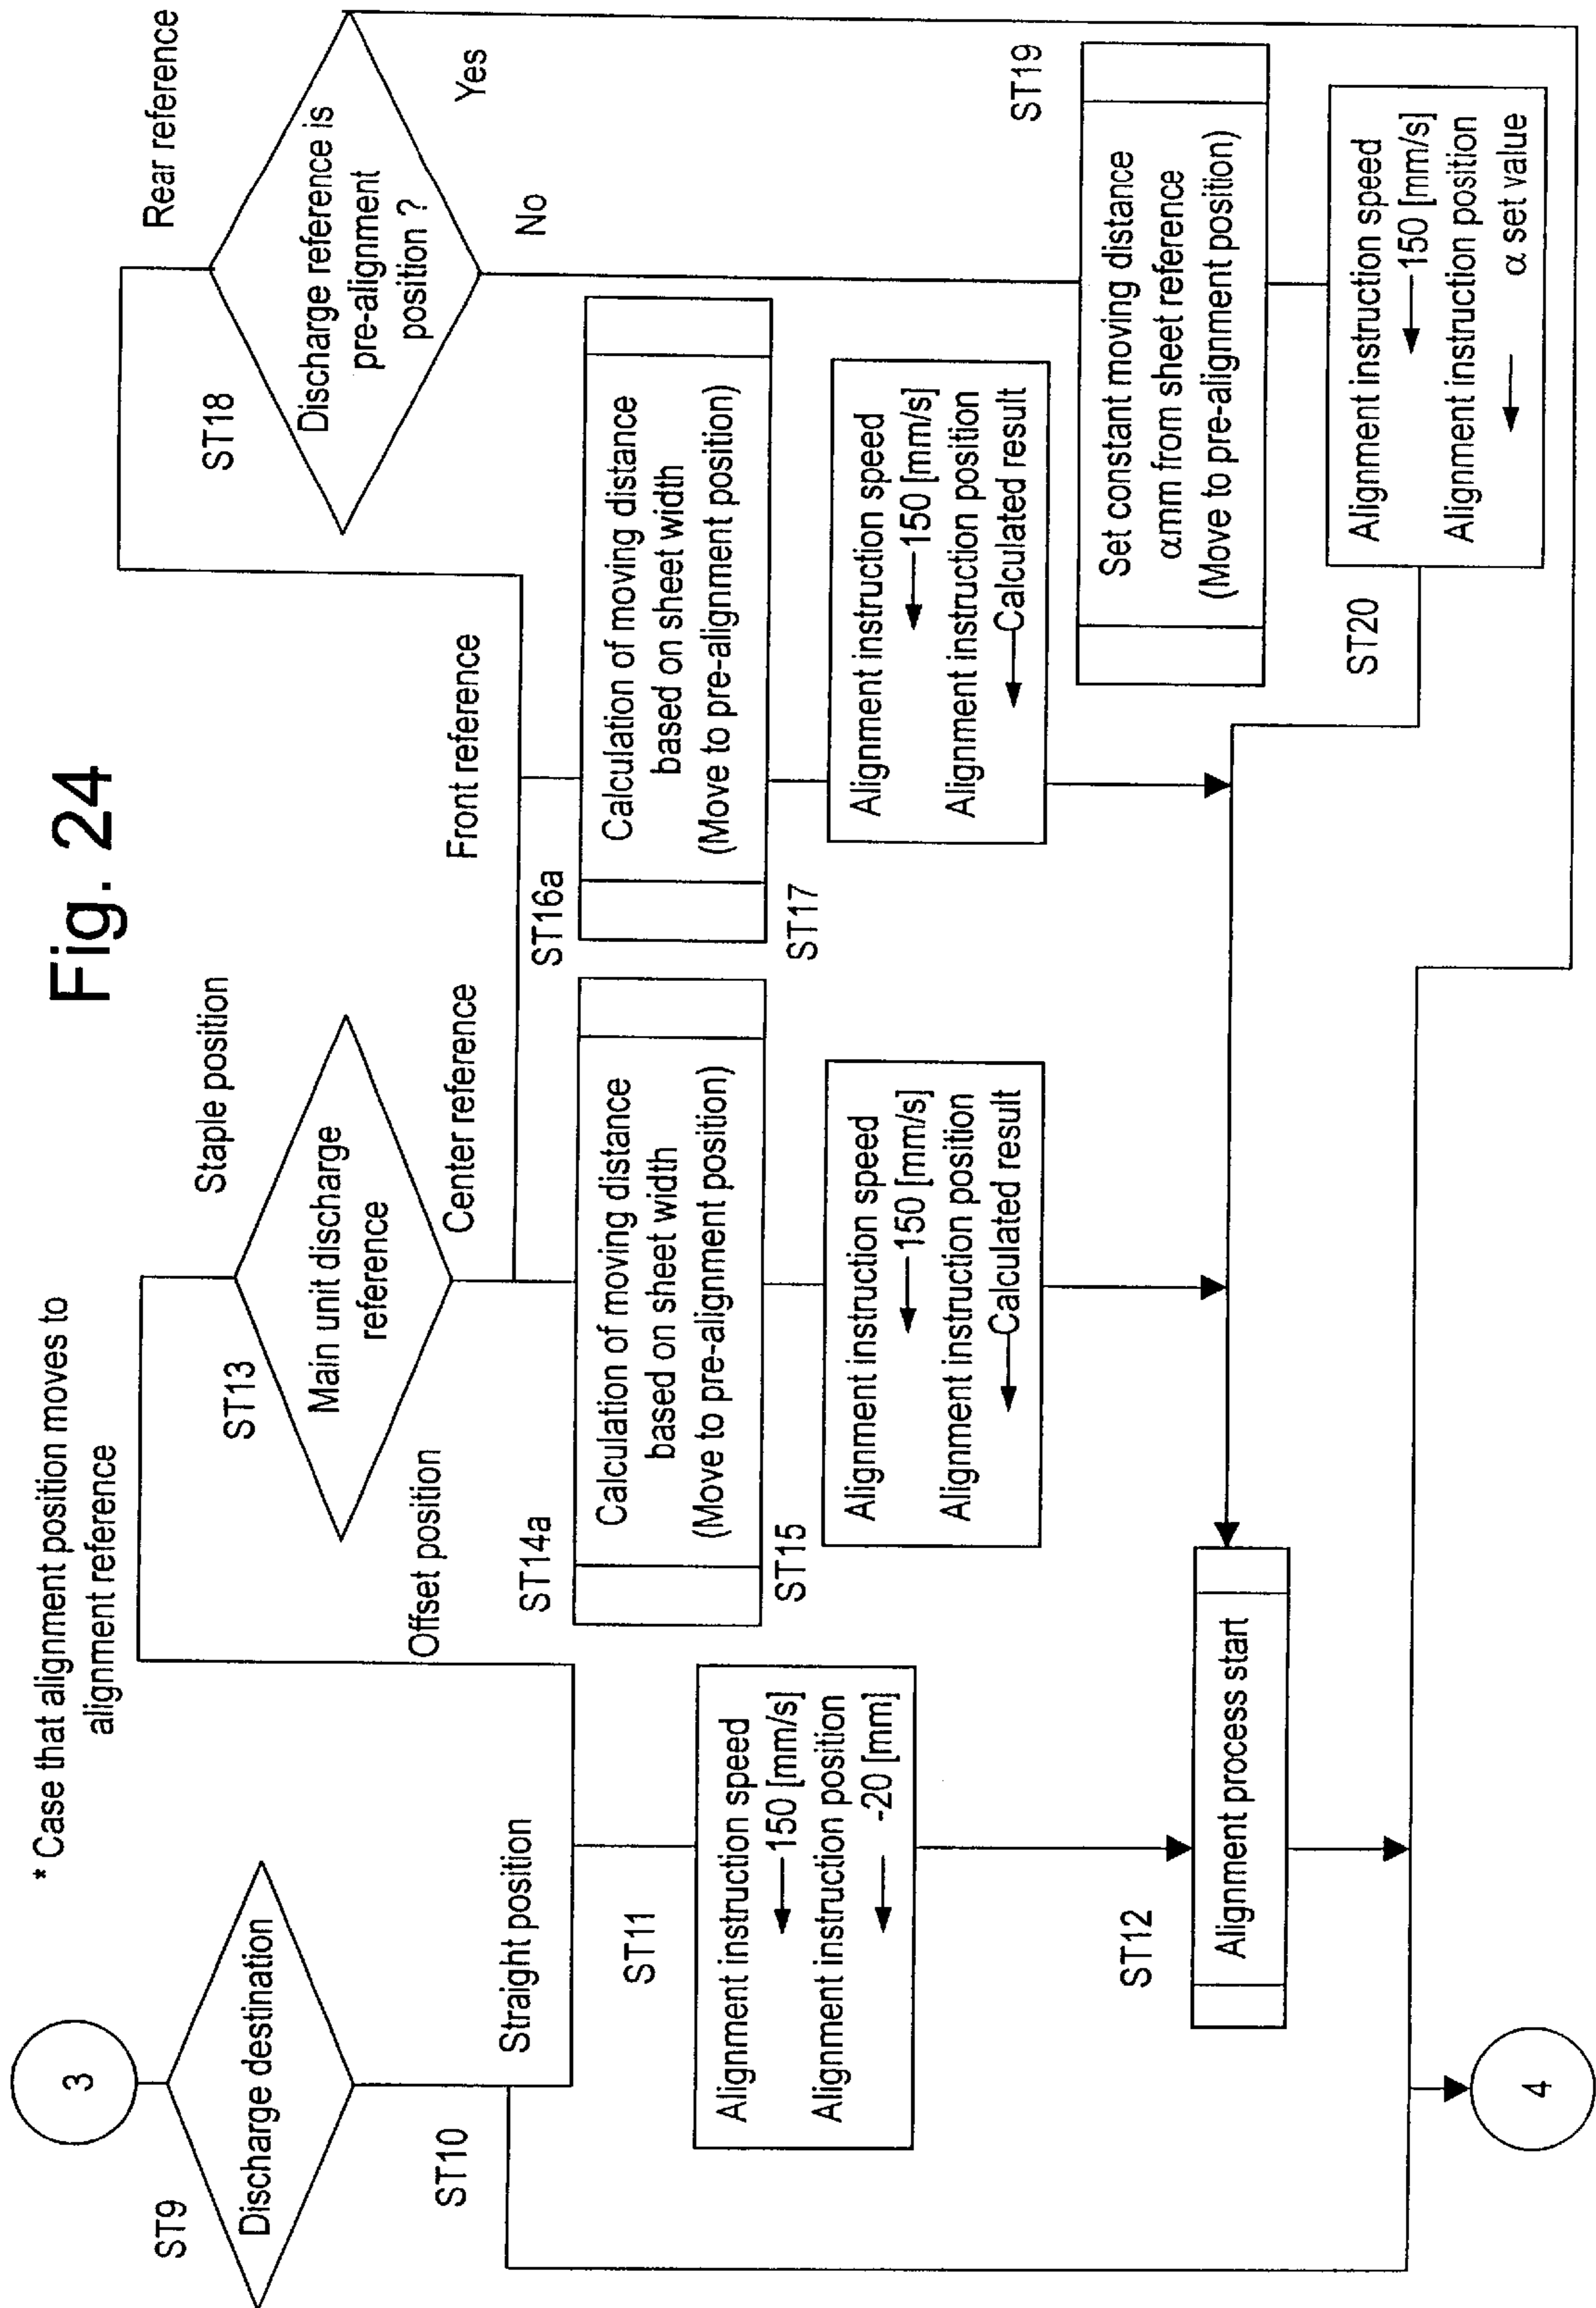 Fig. 24
* Case that alignment position moves to
alignment reference
3
ST9
Discharge destination
ST10
Straight position
Offset position
Staple position
ST11
Alignment instruction speed
←150 [mm/s]
Alignment instruction position
← -20 [mm]
ST12
Alignment process start
ST13
Main unit discharge
reference
Center reference
Front reference
Rear reference
ST14a
Calculation of moving distance
based on sheet width
(Move to pre-alignment position)
ST15
Alignment instruction speed
←150 [mm/s]
Alignment instruction position
←Calculated result
ST16a
Calculation of moving distance
based on sheet width
(Move to pre-alignment position)
ST17
Alignment instruction speed
←150 [mm/s]
Alignment instruction position
←Calculated result
ST18
Discharge reference is
pre-alignment
position ?
Yes
No
ST19
Set constant moving distance
αmm from sheet reference
(Move to pre-alignment position)
ST20
Alignment instruction speed
←150 [mm/s]
Alignment instruction position
← α set value
4